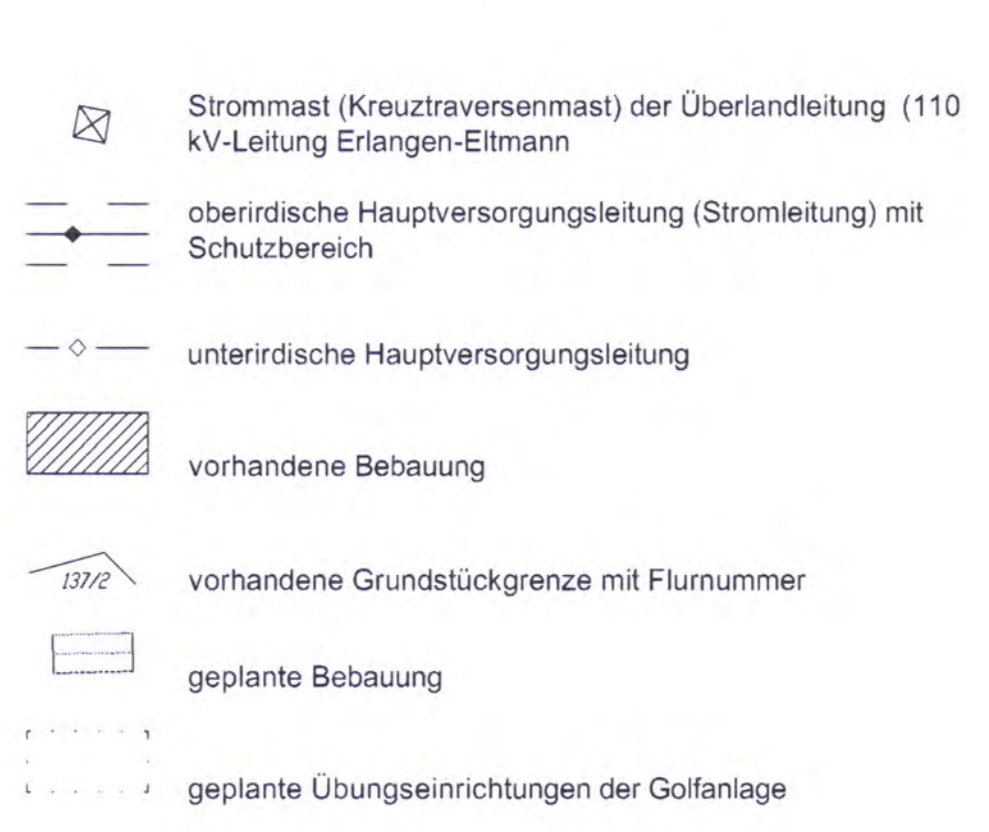 Strommast (Kreuztraversenmast) der Überlandleitung (110
kV-Leitung Erlangen-Eltmann
oberirdische Hauptversorgungsleitung (Stromleitung) mit
Schutzbereich
unterirdische Hauptversorgungsleitung
vorhandene Bebauung
137/2 vorhandene Grundstückgrenze mit Flurnummer
geplante Bebauung
geplante Übungseinrichtungen der Golfanlage